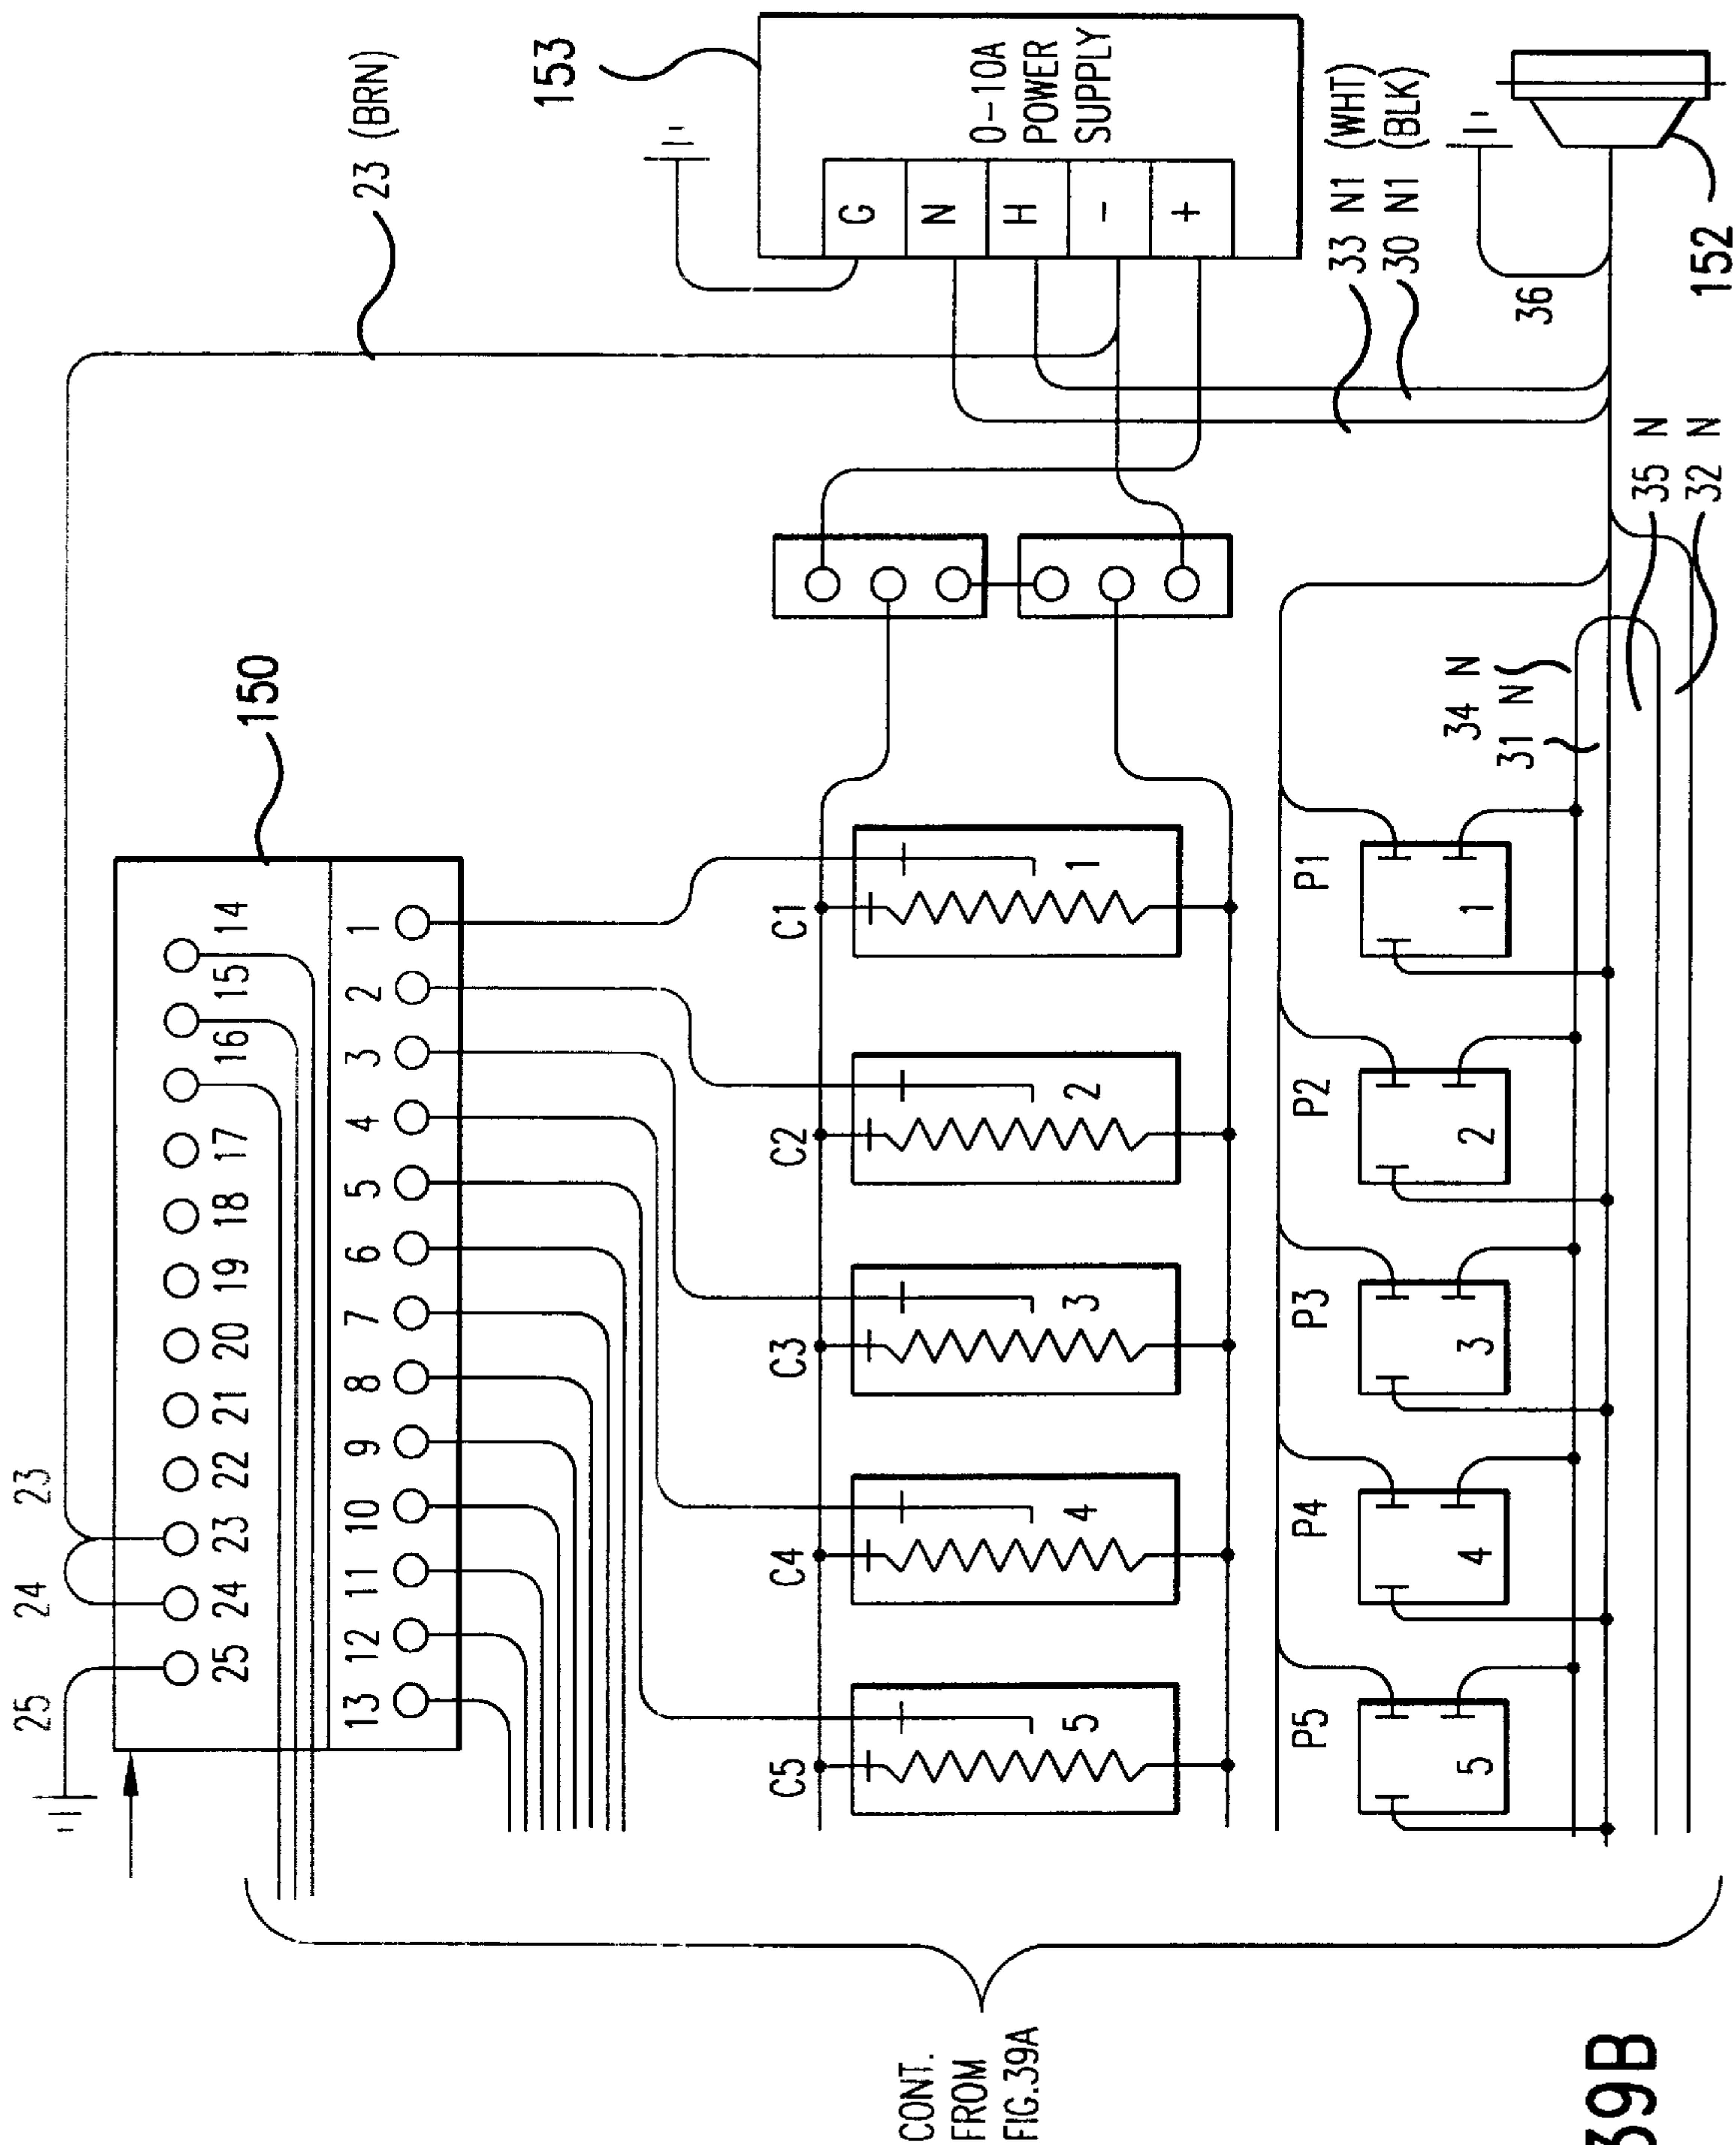 23 (BRN)
153
0-10A
POWER
SUPPLY
G
N
H
-
+
33 N1 (WHT)
30 N1 (BLK)
36
152
35 N
32 N
34 N
31 N
150
14
15
16
17
18
19
20
21
22
23
24
25
23
24
25
1
2
3
4
5
6
7
8
9
10
11
12
13
C1
1
C2
2
C3
3
C4
4
C5
5
P1
1
P2
2
P3
3
P4
4
P5
5
CONT.
FROM
FIG.39A
39B